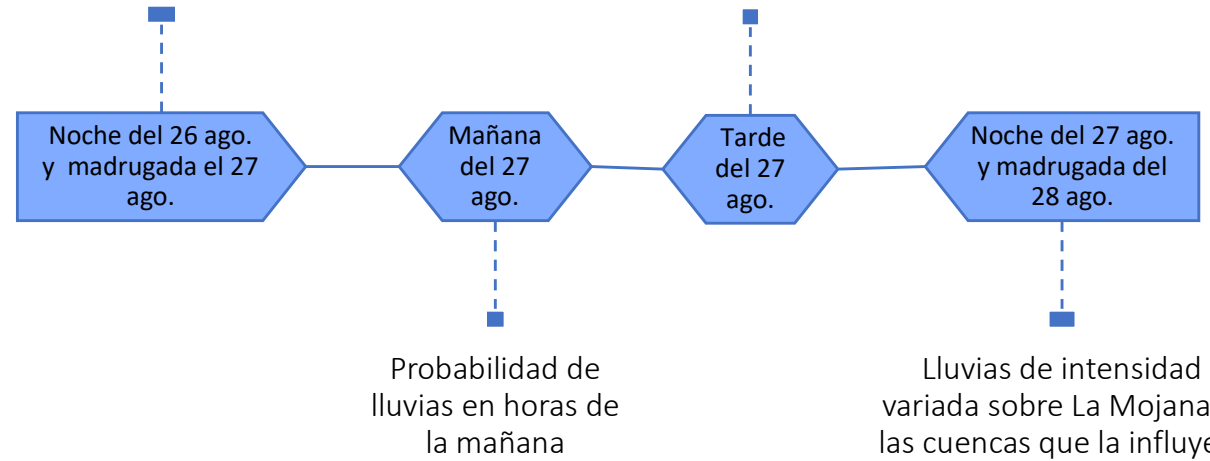 Noche del 26 ago.
y madrugada el 27
ago.
Mañana
del 27
ago.
Tarde
del 27
ago.
Noche del 27 ago.
y madrugada del
28 ago.
Probabilidad de
lluvias en horas de
la mañana
Lluvias de intensidad
variada sobre La Mojana
las cuencas que la